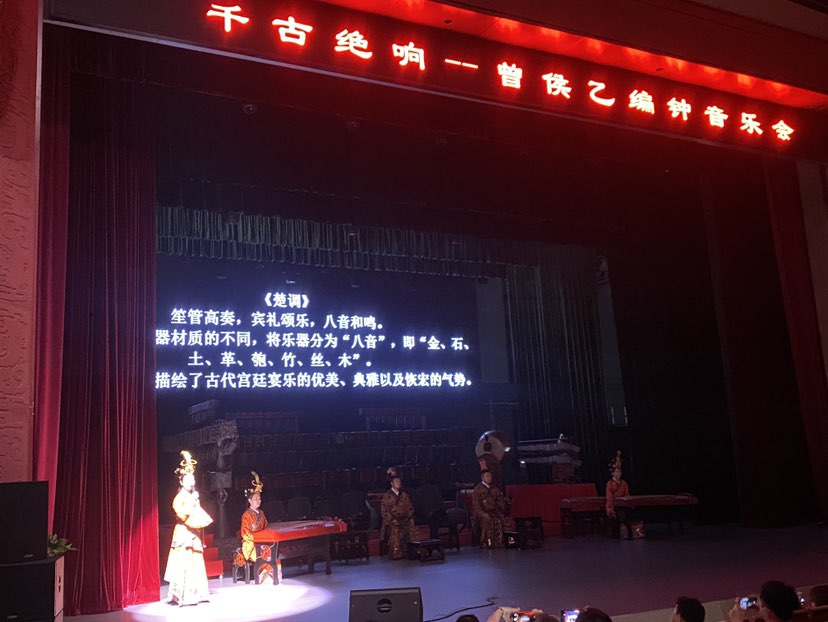 千古绝响--曾侯乙编钟音乐会
《楚调》
笙管高奏，宾礼颂乐，八音和鸣。
器材质的不同，将乐器分为“八音”，即“金、石、
土、革、匏、竹、丝、木”。
描绘了古代宫廷宴乐的优美、典雅以及恢宏的气势。